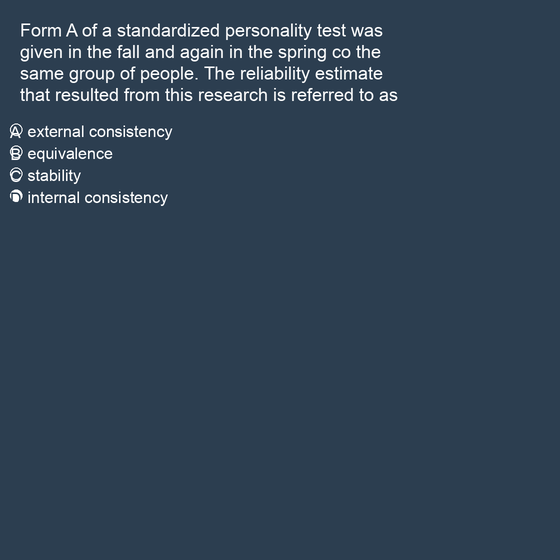 Form A of a standardized personality test was
given in the fall and again in the spring co the
same group of people. The reliability estimate
that resulted from this research is referred to as
A external consistency
B equivalence
C stability
D internal consistency